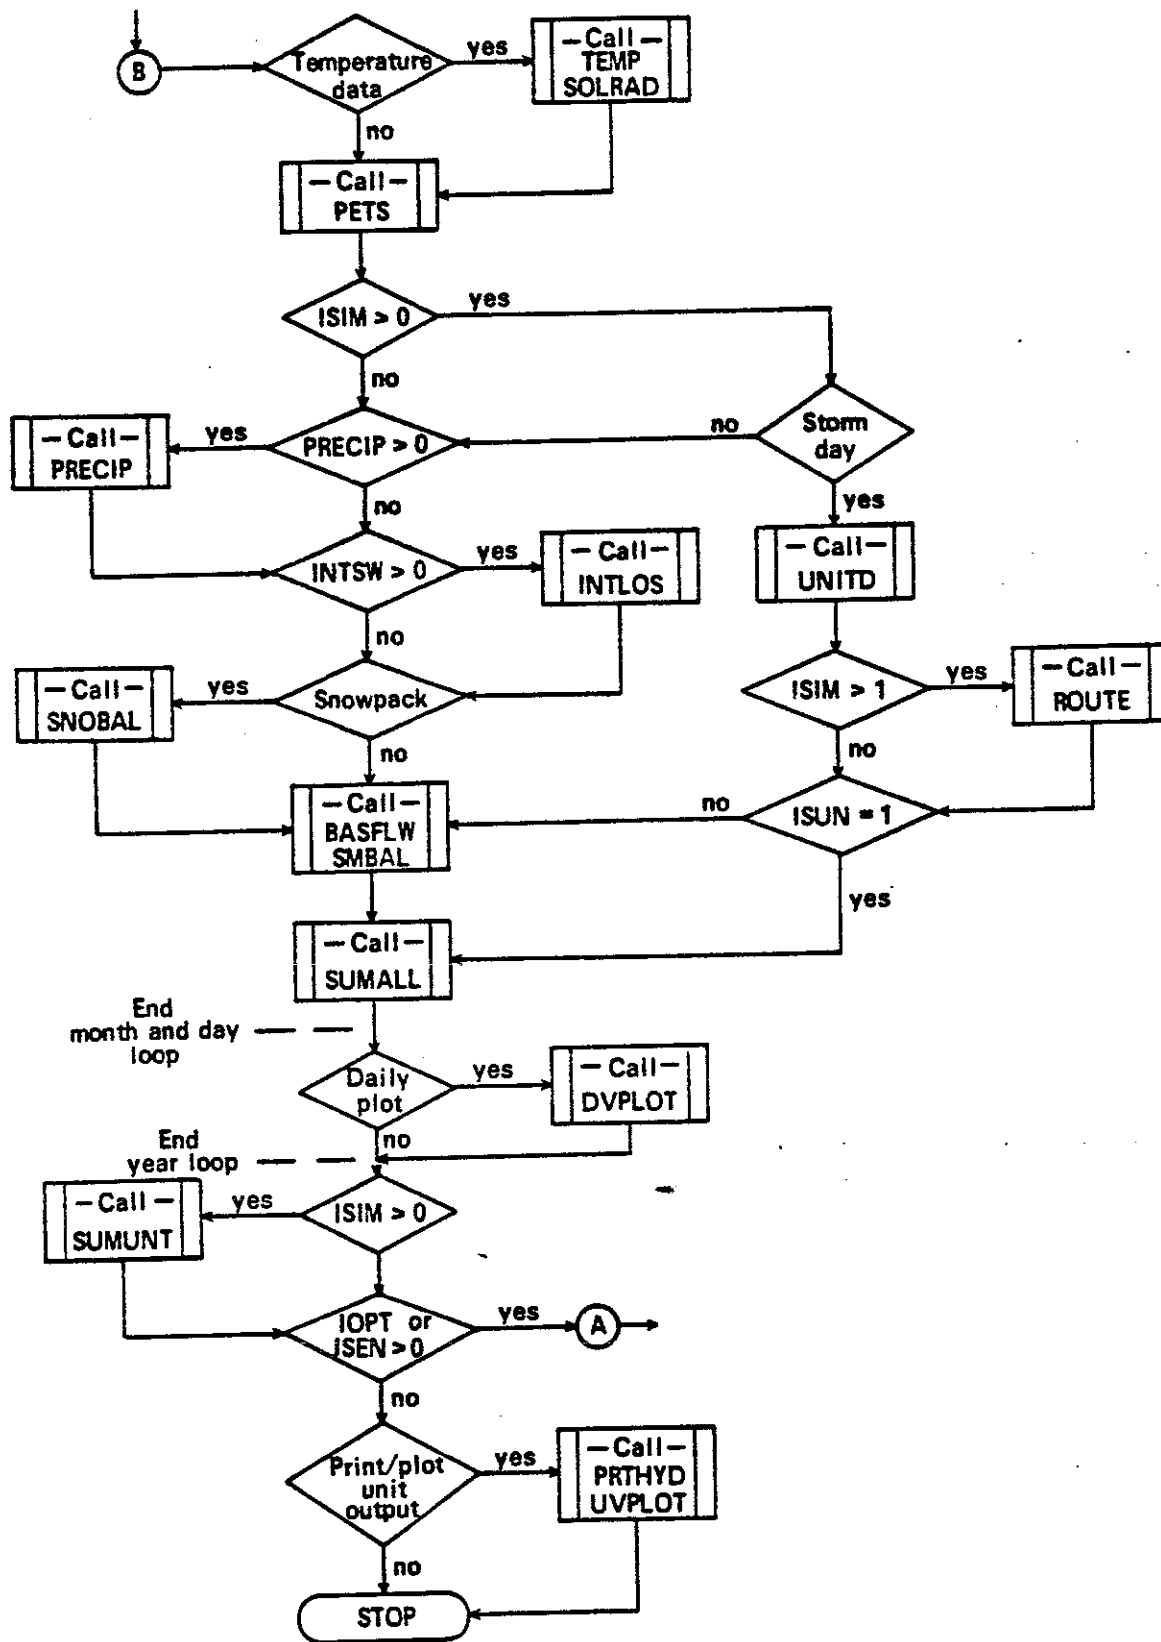 B
Temperature
data
yes
— Call —
TEMP
SOLRAD
no
— Call —
PETS
ISIM > 0
yes
no
Storm
day
no
yes
PRECIP > 0
yes
— Call —
PRECIP
no
INTSW > 0
yes
— Call —
INTLOS
no
— Call —
UNITD
Snowpack
yes
— Call —
SNOBAL
no
ISIM > 1
yes
— Call —
ROUTE
no
— Call —
BASFLW
SMBAL
ISUN = 1
no
yes
— Call —
SUMALL
End
month and day
loop
Daily
plot
yes
— Call —
DVPLOT
no
End
year loop
ISIM > 0
yes
— Call —
SUMUNT
IOPT or
ISEN > 0
yes
A
no
Print/plot
unit
output
yes
— Call —
PRTHYD
UVPLOT
no
STOP